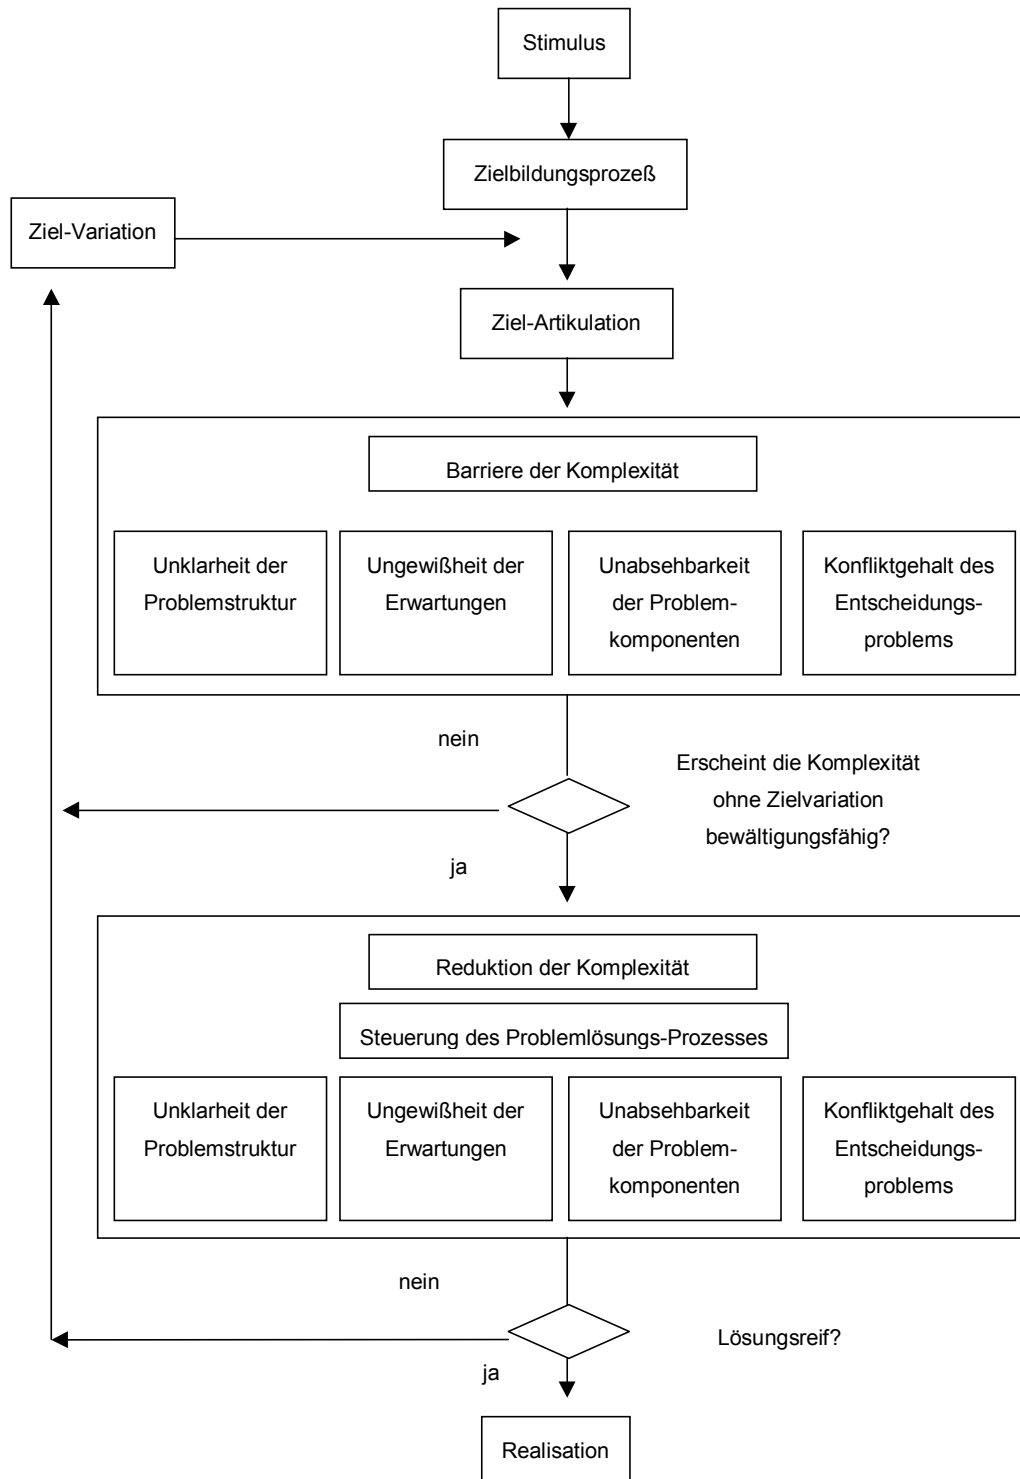 Stimulus
Zielbildungsprozeß
Ziel-Variation
Ziel-Artikulation
Barriere der Komplexität
Unklarheit der
Problemstruktur
Ungewißheit der
Erwartungen
Unabsehbarkeit
der Problem-
komponenten
Konfliktgehalt des
Entscheidungs-
problems
nein
Erscheint die Komplexität
ohne Zielvariation
bewältigungsfähig?
ja
Reduktion der Komplexität
Steuerung des Problemlösungs-Prozesses
Unklarheit der
Problemstruktur
Ungewißheit der
Erwartungen
Unabsehbarkeit
der Problem-
komponenten
Konfliktgehalt des
Entscheidungs-
problems
nein
Lösungsreif?
ja
Realisation